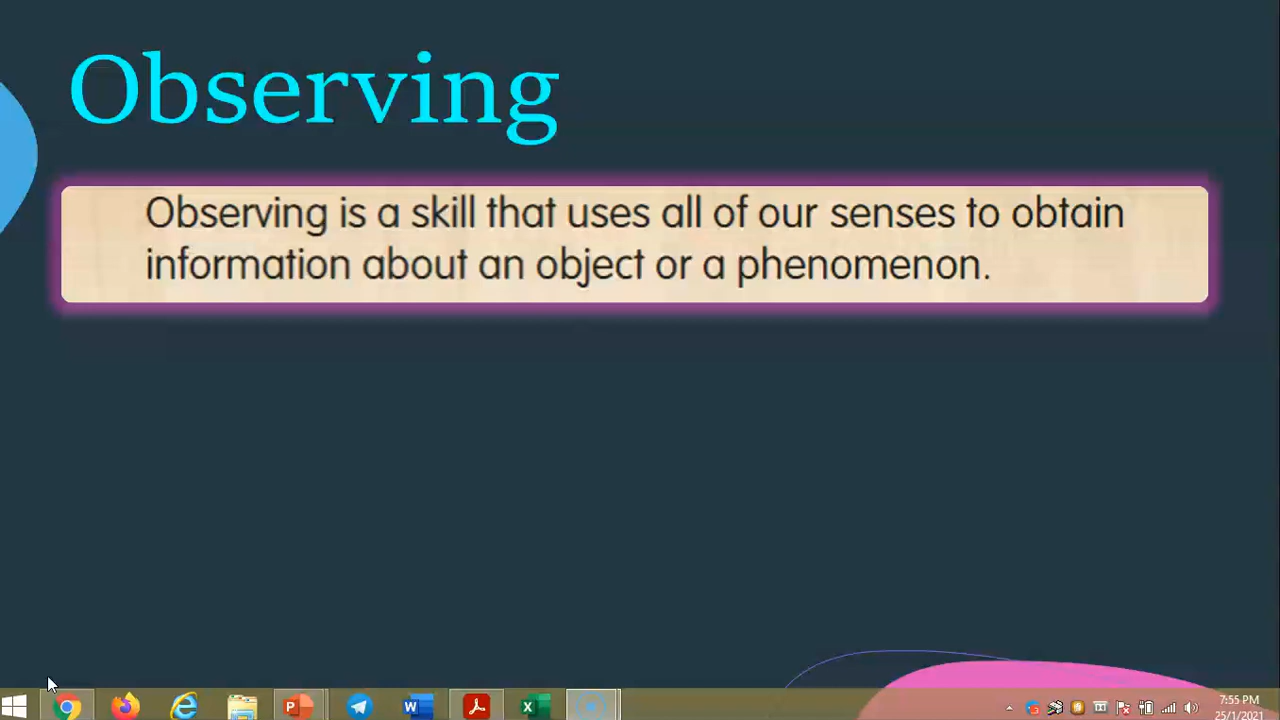 Observing
Observing is a skill that uses all of our senses to obtain
information about an object or a phenomenon.
7:55 PM
25/1/2021